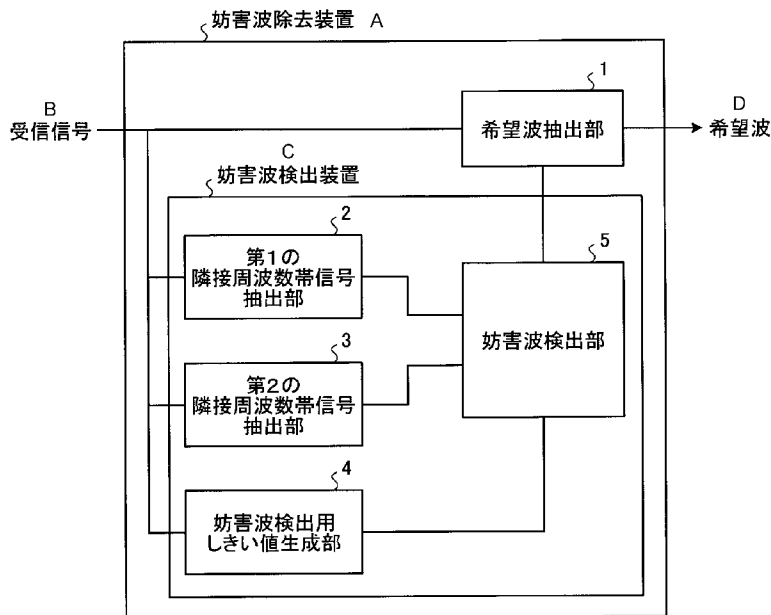 妨害波除去装置 A
1
B
受信信号
希望波抽出部
D
希望波
C
妨害波検出装置
2
第1の
隣接周波数帯信号
抽出部
5
妨害波検出部
3
第2の
隣接周波数帯信号
抽出部
4
妨害波検出用
しきい値生成部